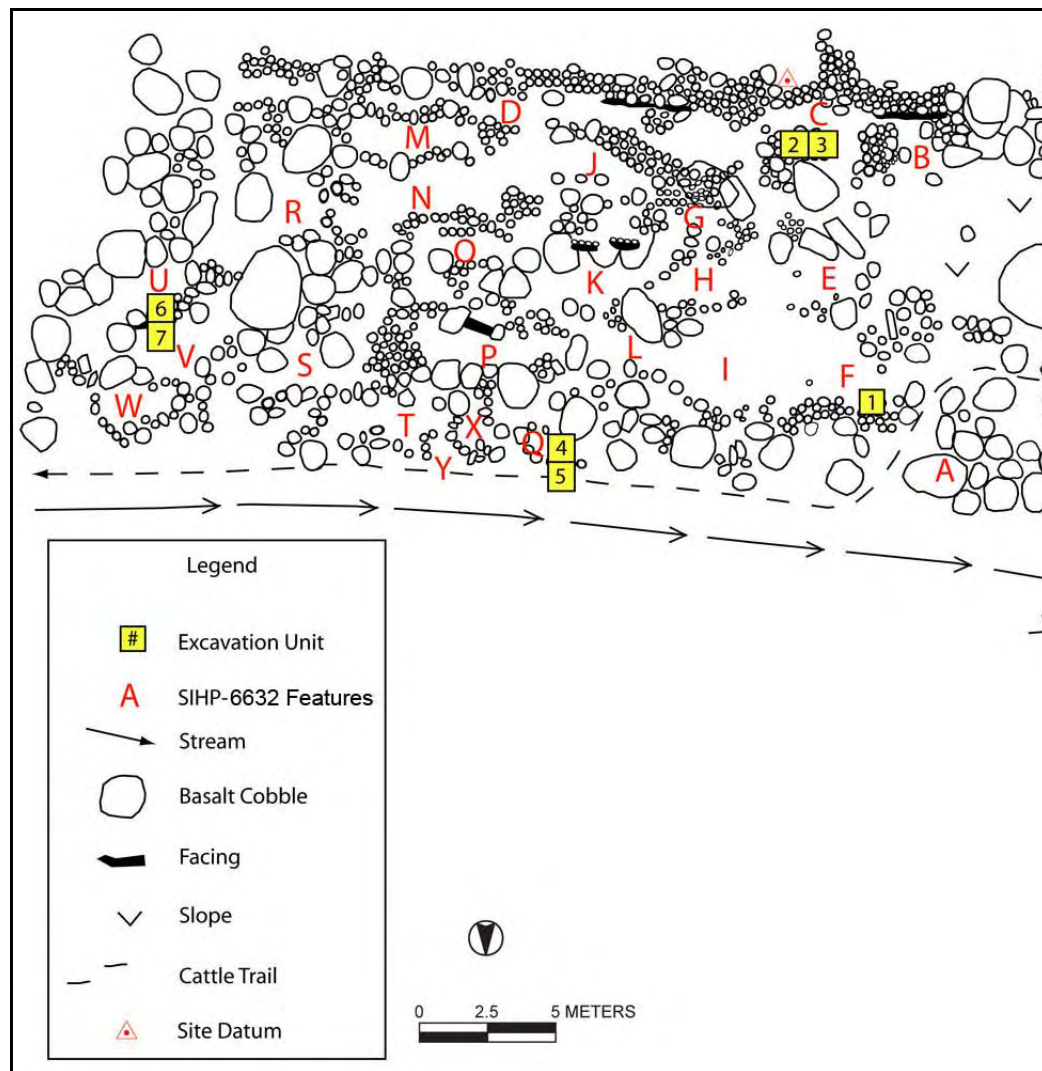 D
C
M
2 3
B
J
N
R
G
O
U
K
H
E
6
7
V
L
P
S
I
F
W
1
T
X
Q
4
Y
5
A
Legend
# Excavation Unit
A SIHP-6632 Features
Stream
Basalt Cobble
Facing
Slope
Cattle Trail
Site Datum
0 2.5 5 METERS